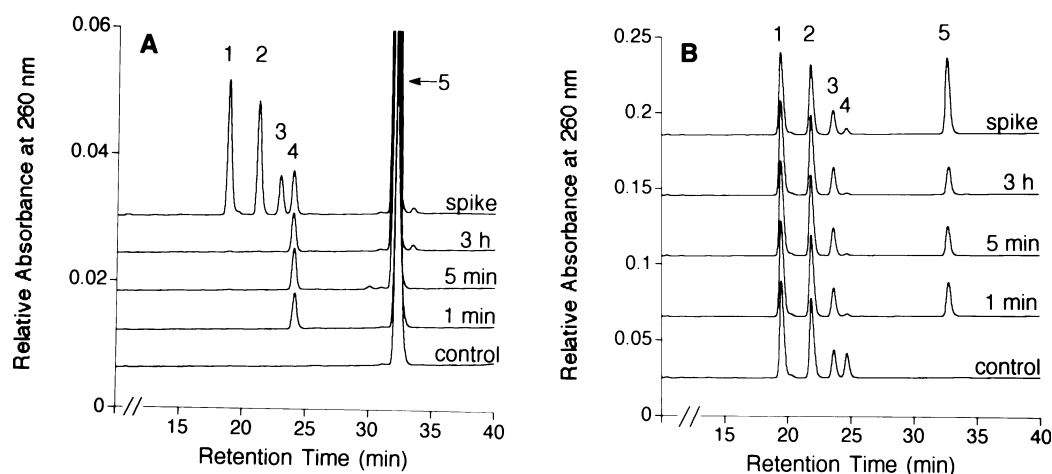 A
0.06
0.04
0.02
0
Relative Absorbance at 260 nm
1 2 3 4 5
spike
3 h
5 min
1 min
control
15 20 25 30 35 40
Retention Time (min)
B
0.25
0.2
0.15
0.1
0.05
0
Relative Absorbance at 260 nm
1 2 3 4 5
spike
3 h
5 min
1 min
control
15 20 25 30 35 40
Retention Time (min)